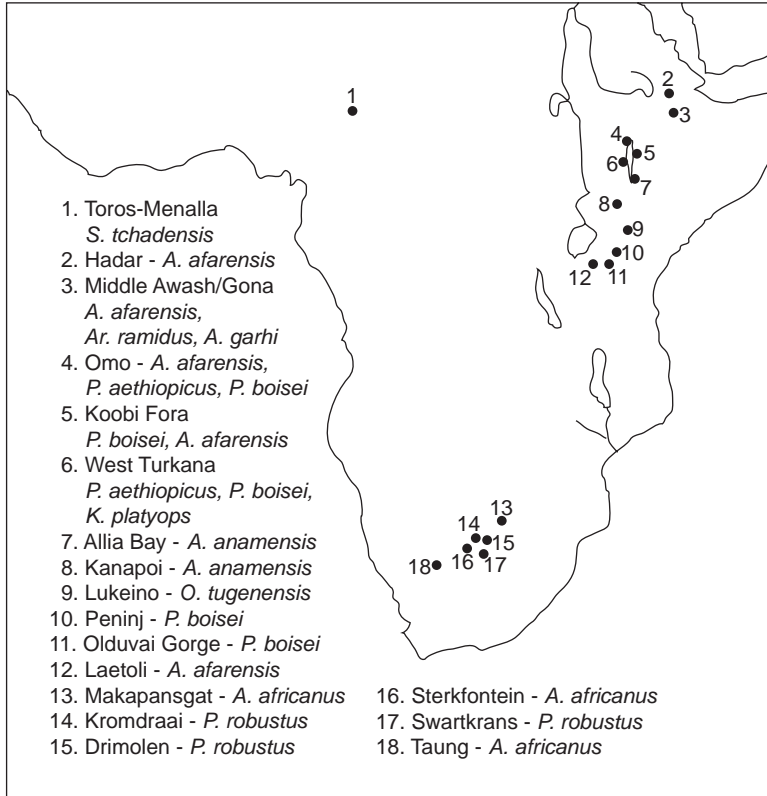 1
2
3
4
5
6
7
8
9
10
12 11
1. Toros-Menalla
S. tchadensis
2. Hadar - A. afarensis
3. Middle Awash/Gona
A. afarensis,
Ar. ramidus, A. garhi
4. Omo - A. afarensis,
P. aethiopicus, P. boisei
5. Koobi Fora
P. boisei, A. afarensis
6. West Turkana
P. aethiopicus, P. boisei,
K. platyops
7. Allia Bay - A. anamensis
8. Kanapoi - A. anamensis
9. Lukeino - O. tugenensis
10. Peninj - P. boisei
11. Olduvai Gorge - P. boisei
12. Laetoli - A. afarensis
13. Makapansgat - A. africanus
14. Kromdraai - P. robustus
15. Drimolen - P. robustus
13
14
15
16
17
18
16. Sterkfontein - A. africanus
17. Swartkrans - P. robustus
18. Taung - A. africanus